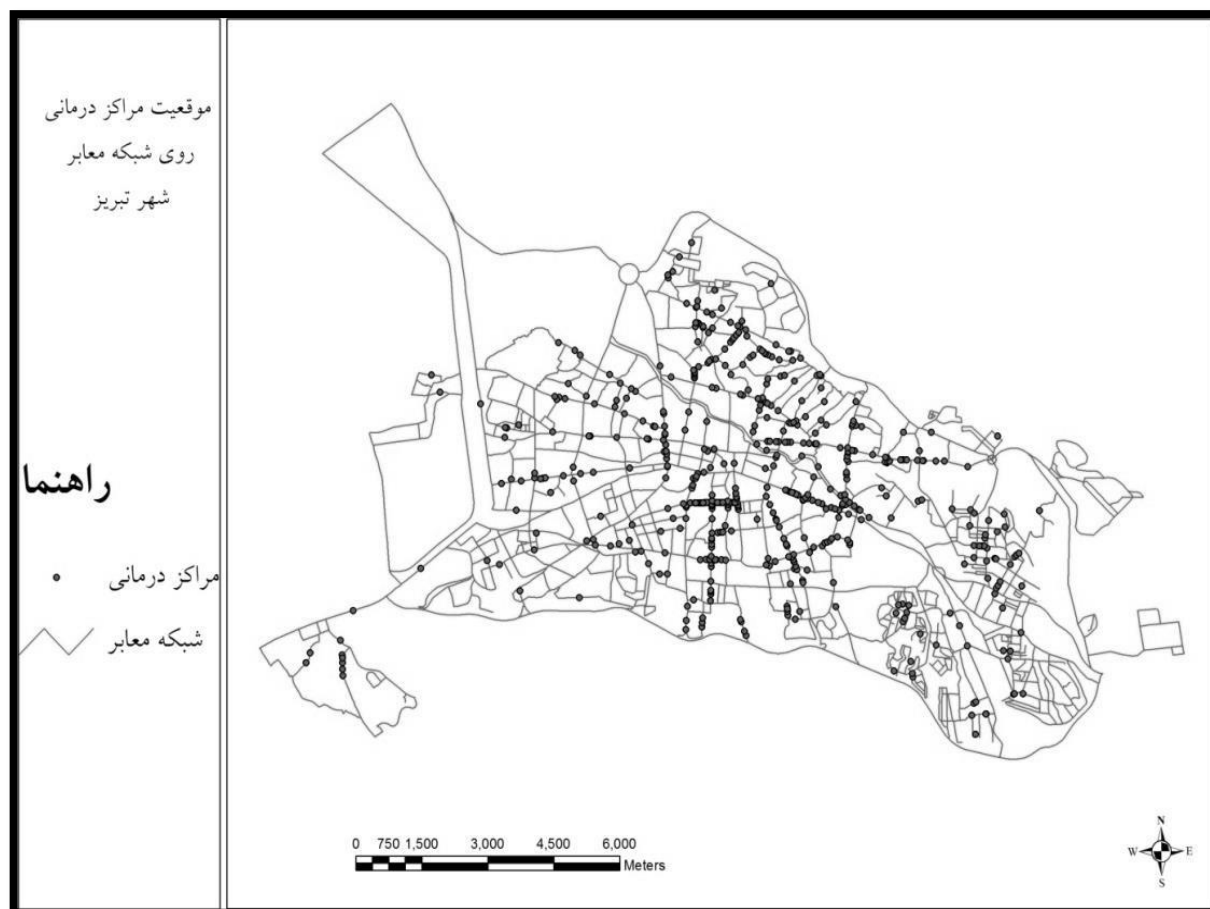 موقعیت مراکز درمانی
روی شبکه معابر
شهر تبریز
راهنما
مراکز درمانی
شبکه معابر
0 750 1,500 3,000 4,500 6,000
Meters
N
W E
S